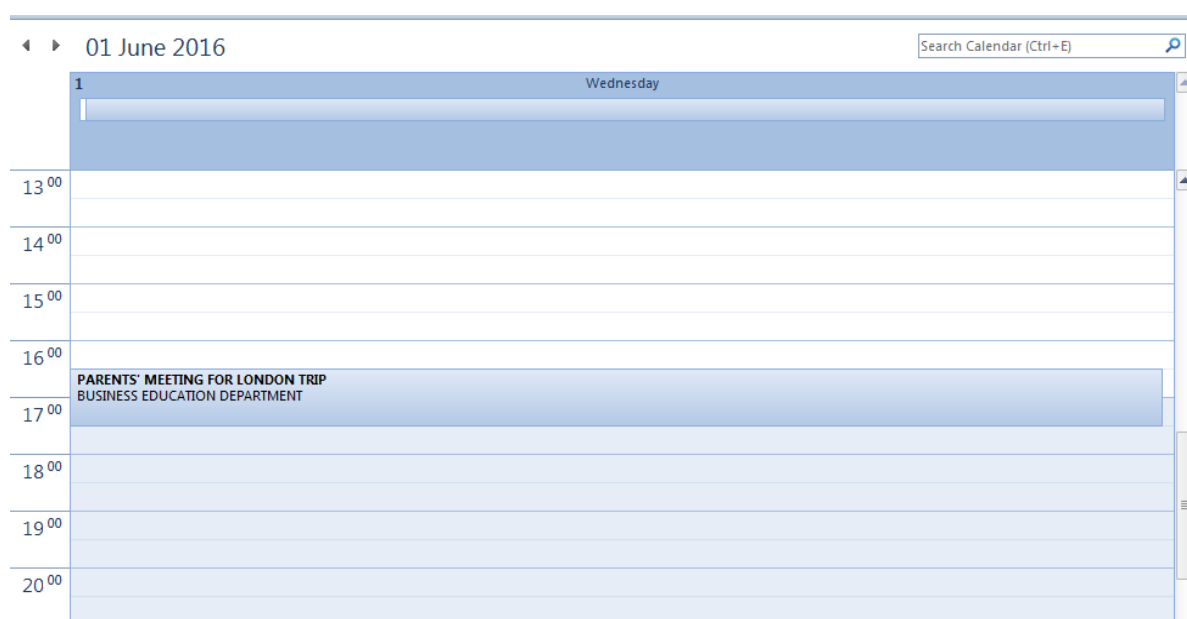 01 June 2016
Search Calendar (Ctrl+E)
1 Wednesday
13 00
14 00
15 00
16 00
PARENTS' MEETING FOR LONDON TRIP
BUSINESS EDUCATION DEPARTMENT
17 00
18 00
19 00
20 00